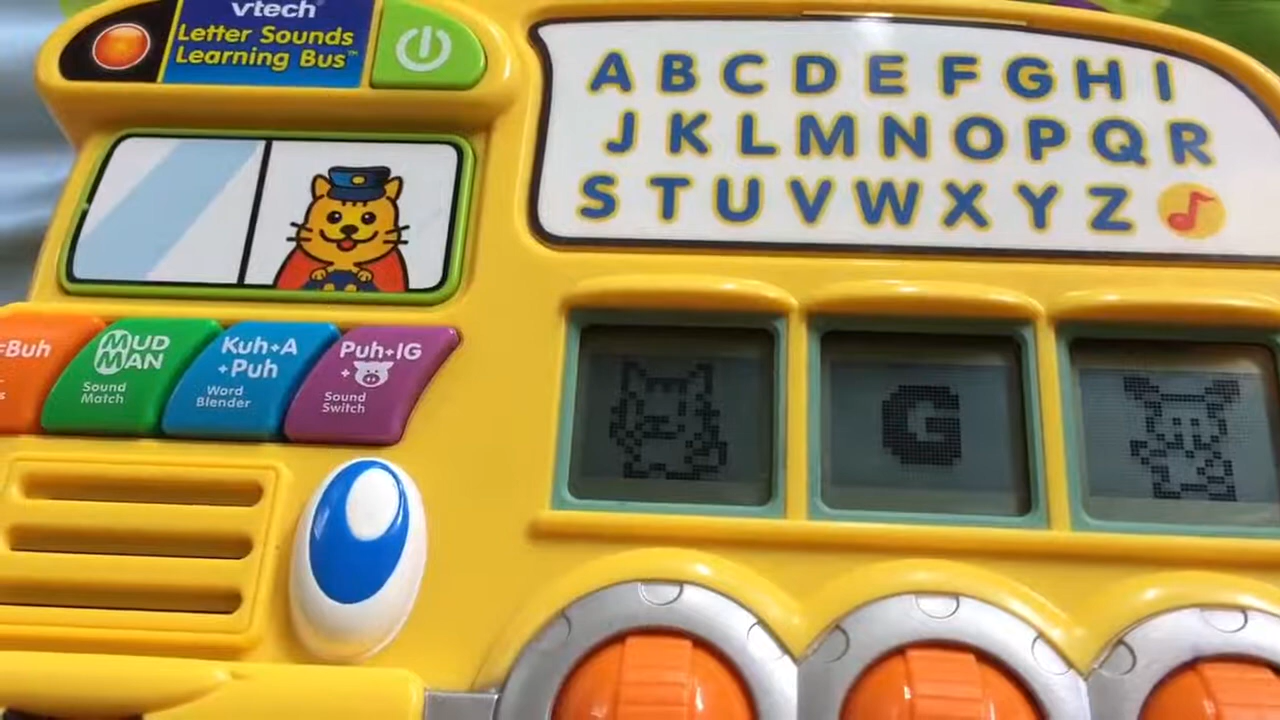 vtech
Letter Sounds
Learning Bus™
A B C D E F G H I
J K L M N O P Q R
S T U V W X Y Z
=Buh
MUD
MAN
Sound
Match
Kuh+A
+Puh
Word
Blender
Puh+IG
+
Sound
Switch
G